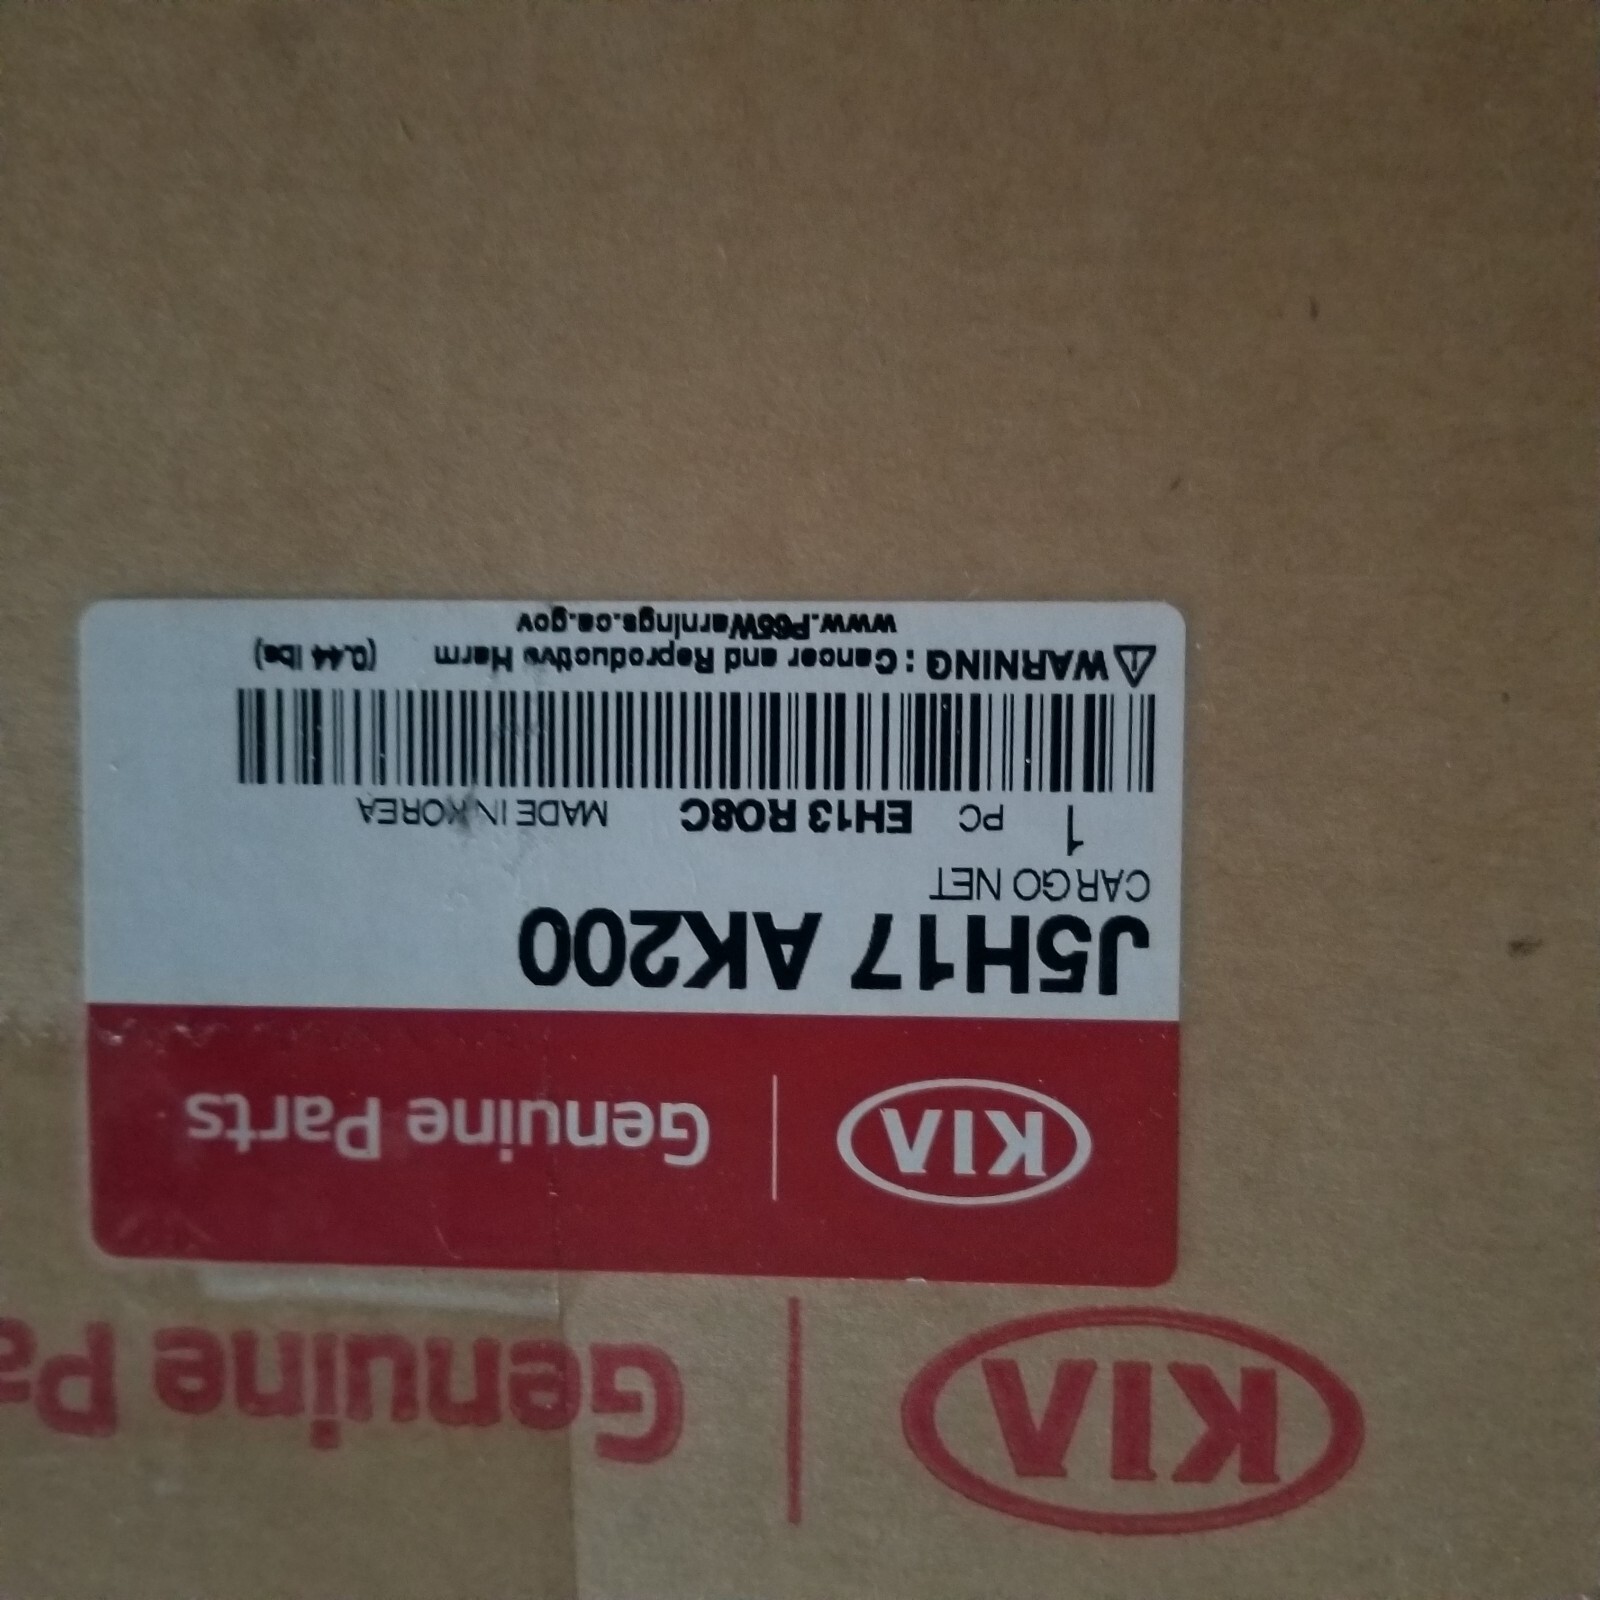 KIA Genuine Pa
KIA Genuine Parts
J5H17 AK200
CARGO NET
1 PC EH13 RO8C MADE IN KOREA
WARNING : Cancer and Reproductive Harm (0.44 lbs)
www.P65Warnings.ca.gov